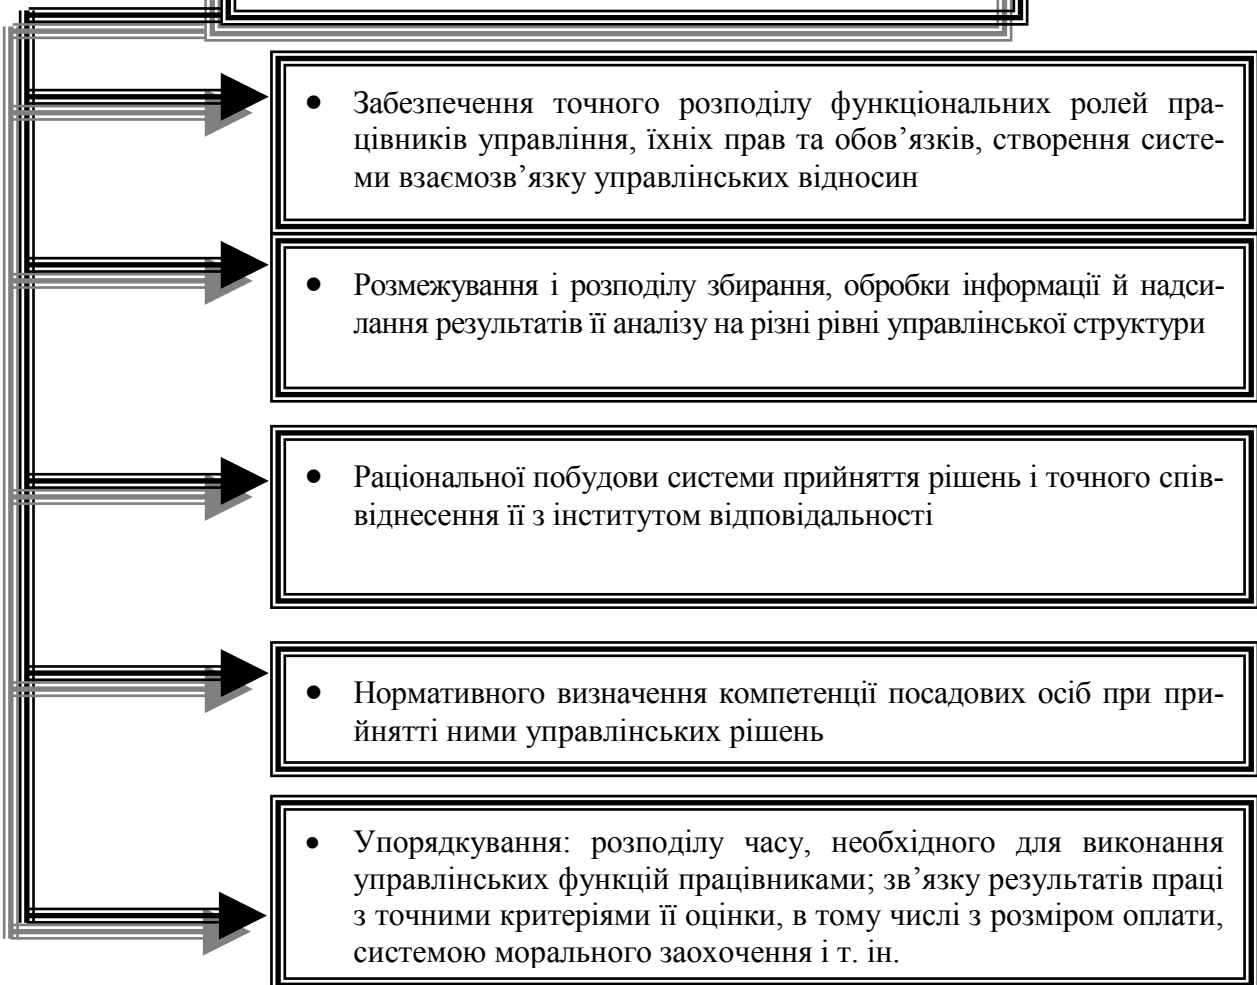 • Забезпечення точного розподілу функціональних ролей пра-
цівників управління, їхніх прав та обов’язків, створення систе-
ми взаємозв’язку управлінських відносин
• Розмежування і розподілу збирання, обробки інформації й надси-
лання результатів її аналізу на різні рівні управлінської структури
• Раціональної побудови системи прийняття рішень і точного спів-
віднесення її з інститутом відповідальності
• Нормативного визначення компетенції посадових осіб при при-
йнятті ними управлінських рішень
• Упорядкування: розподілу часу, необхідного для виконання
управлінських функцій працівниками; зв’язку результатів праці
з точними критеріями її оцінки, в тому числі з розміром оплати,
системою морального заохочення і т. ін.